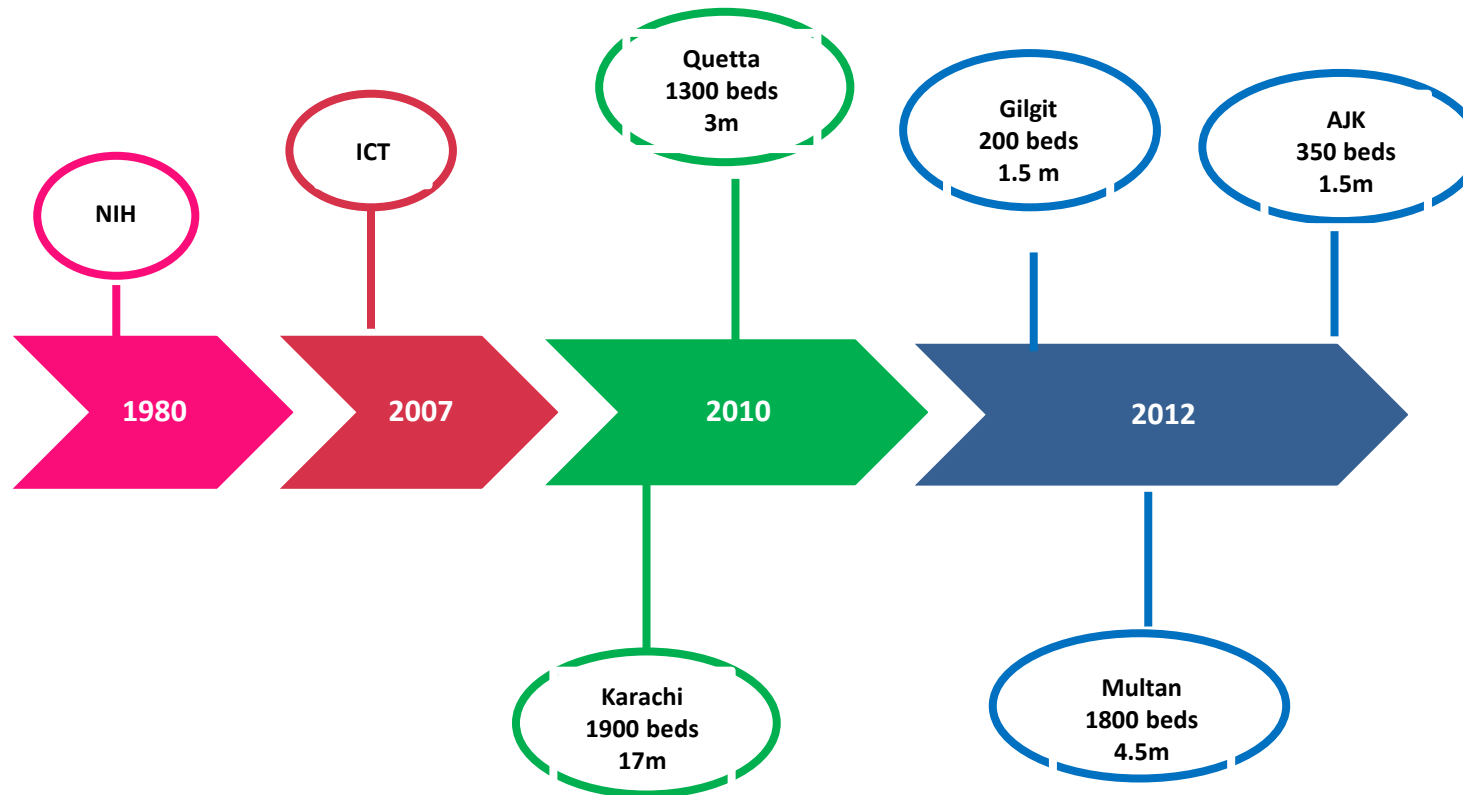 NIH
ICT
Quetta
1300 beds
3m
Gilgit
200 beds
1.5 m
AJK
350 beds
1.5m
1980
2007
2010
2012
Karachi
1900 beds
17m
Multan
1800 beds
4.5m